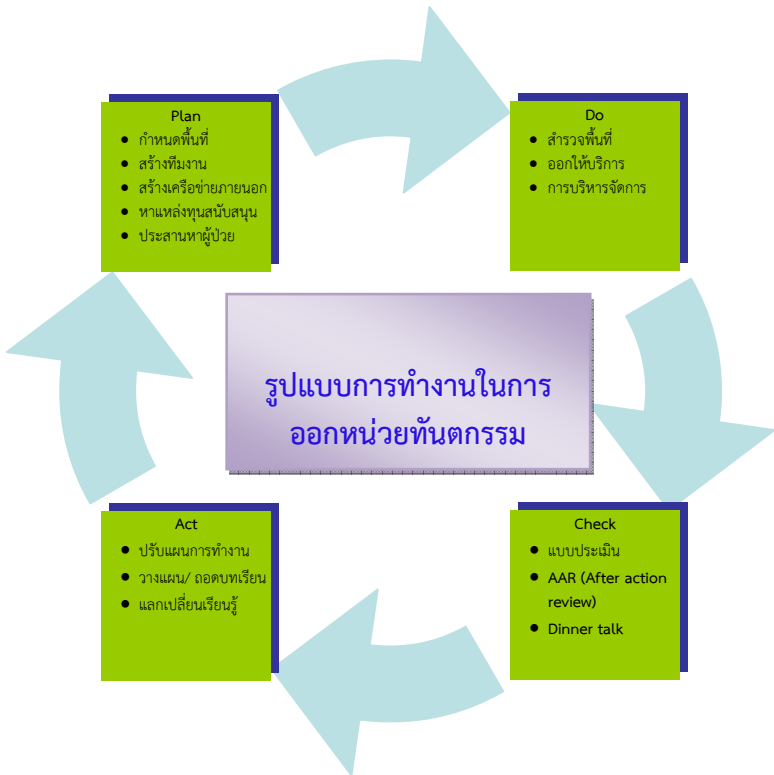 Plan
● กำหนดพื้นที่
● สร้างทีมงาน
● สร้างเครือข่ายภายนอก
● หาแหล่งทุนสนับสนุน
● ประสานหาผู้ป่วย
Do
● สำรวจพื้นที่
● ออกให้บริการ
● การบริหารจัดการ
รูปแบบการทำงานในการ
ออกหน่วยทันตกรรม
Act
● ปรับแผนการทำงาน
● วางแผน/ ถอดบทเรียน
● แลกเปลี่ยนเรียนรู้
Check
● แบบประเมิน
● AAR (After action
review)
● Dinner talk